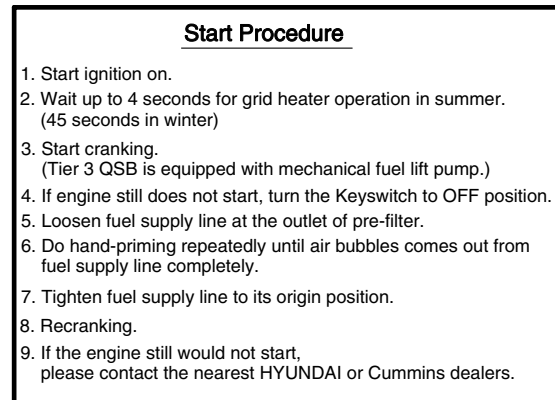 Start Procedure
1. Start ignition on.
2. Wait up to 4 seconds for grid heater operation in summer.
(45 seconds in winter)
3. Start cranking.
(Tier 3 QSB is equipped with mechanical fuel lift pump.)
4. If engine still does not start, turn the Keyswitch to OFF position.
5. Loosen fuel supply line at the outlet of pre-filter.
6. Do hand-priming repeatedly until air bubbles comes out from
fuel supply line completely.
7. Tighten fuel supply line to its origin position.
8. Recranking.
9. If the engine still would not start,
please contact the nearest HYUNDAI or Cummins dealers.